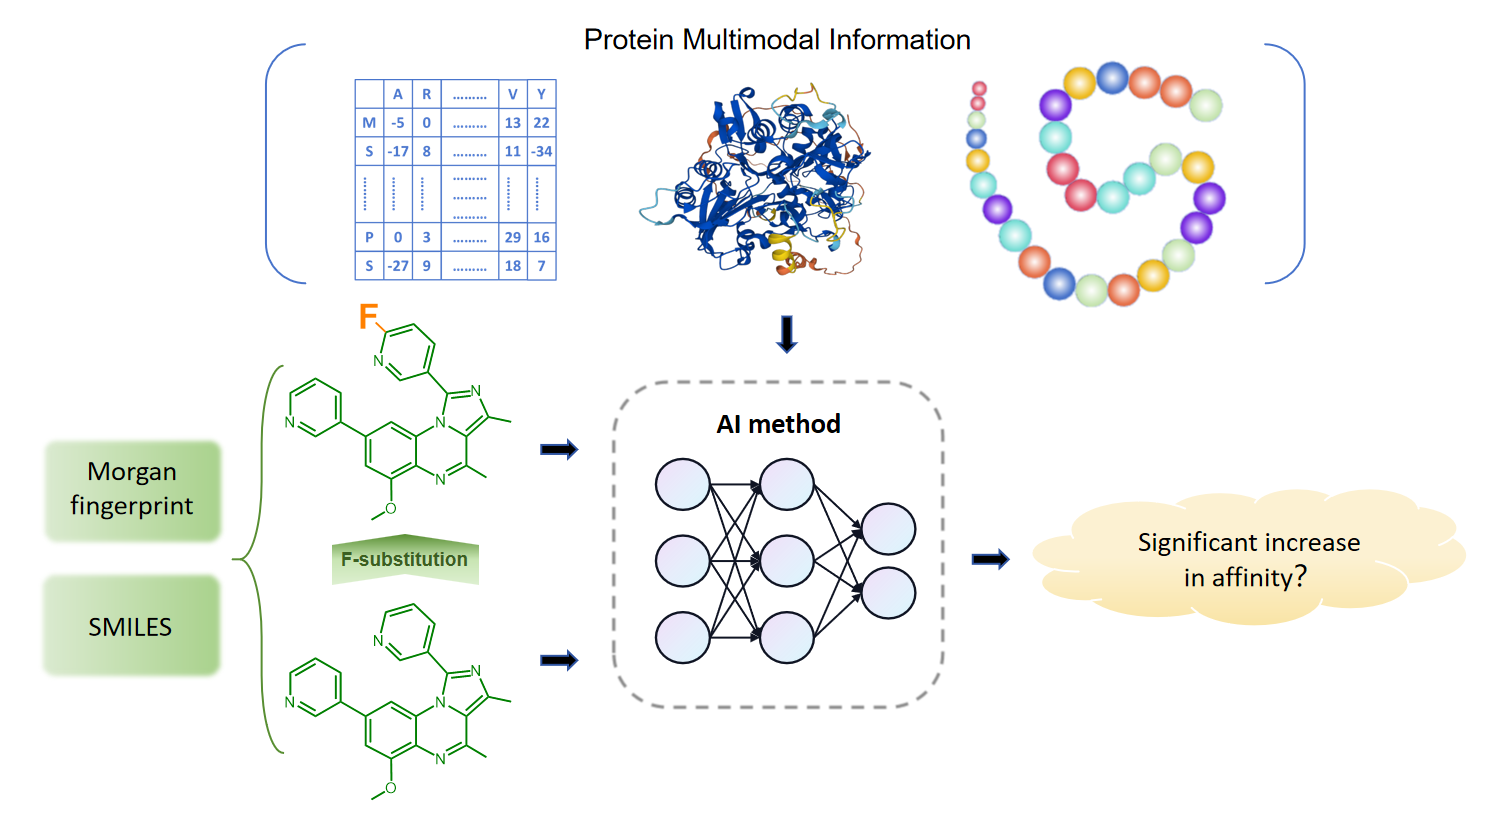 Protein Multimodal Information
A R ......... V Y
M -5 0 ......... 13 22
S -17 8 ......... 11 -34
.........
.........
.........
P 0 3 ......... 29 16
S -27 9 ......... 18 7
F
N
N
N
N
N
O
Morgan
fingerprint
SMILES
F-substitution
N
N
N
N
N
O
AI method
Significant increase
in affinity?